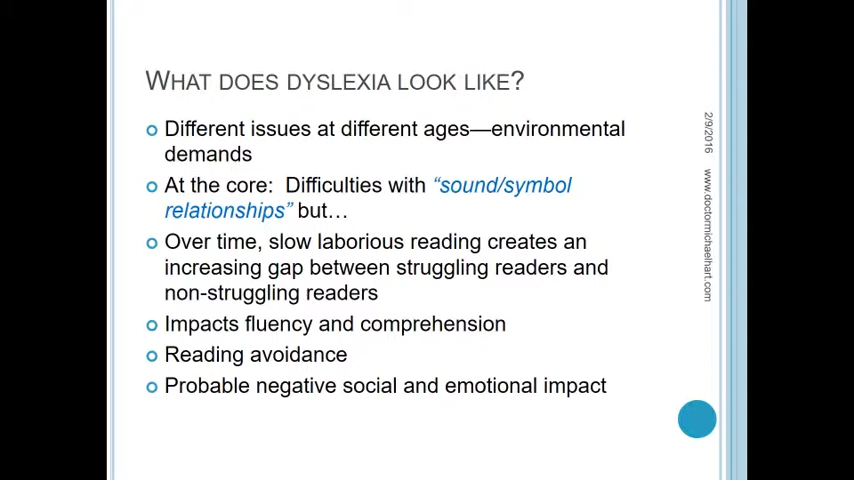 WHAT DOES DYSLEXIA LOOK LIKE?
Different issues at different ages—environmental
demands
At the core:  Difficulties with “sound/symbol
relationships” but…
Over time, slow laborious reading creates an
increasing gap between struggling readers and
non-struggling readers
Impacts fluency and comprehension
Reading avoidance
Probable negative social and emotional impact
2/9/2016
www.doctormichaelhart.com